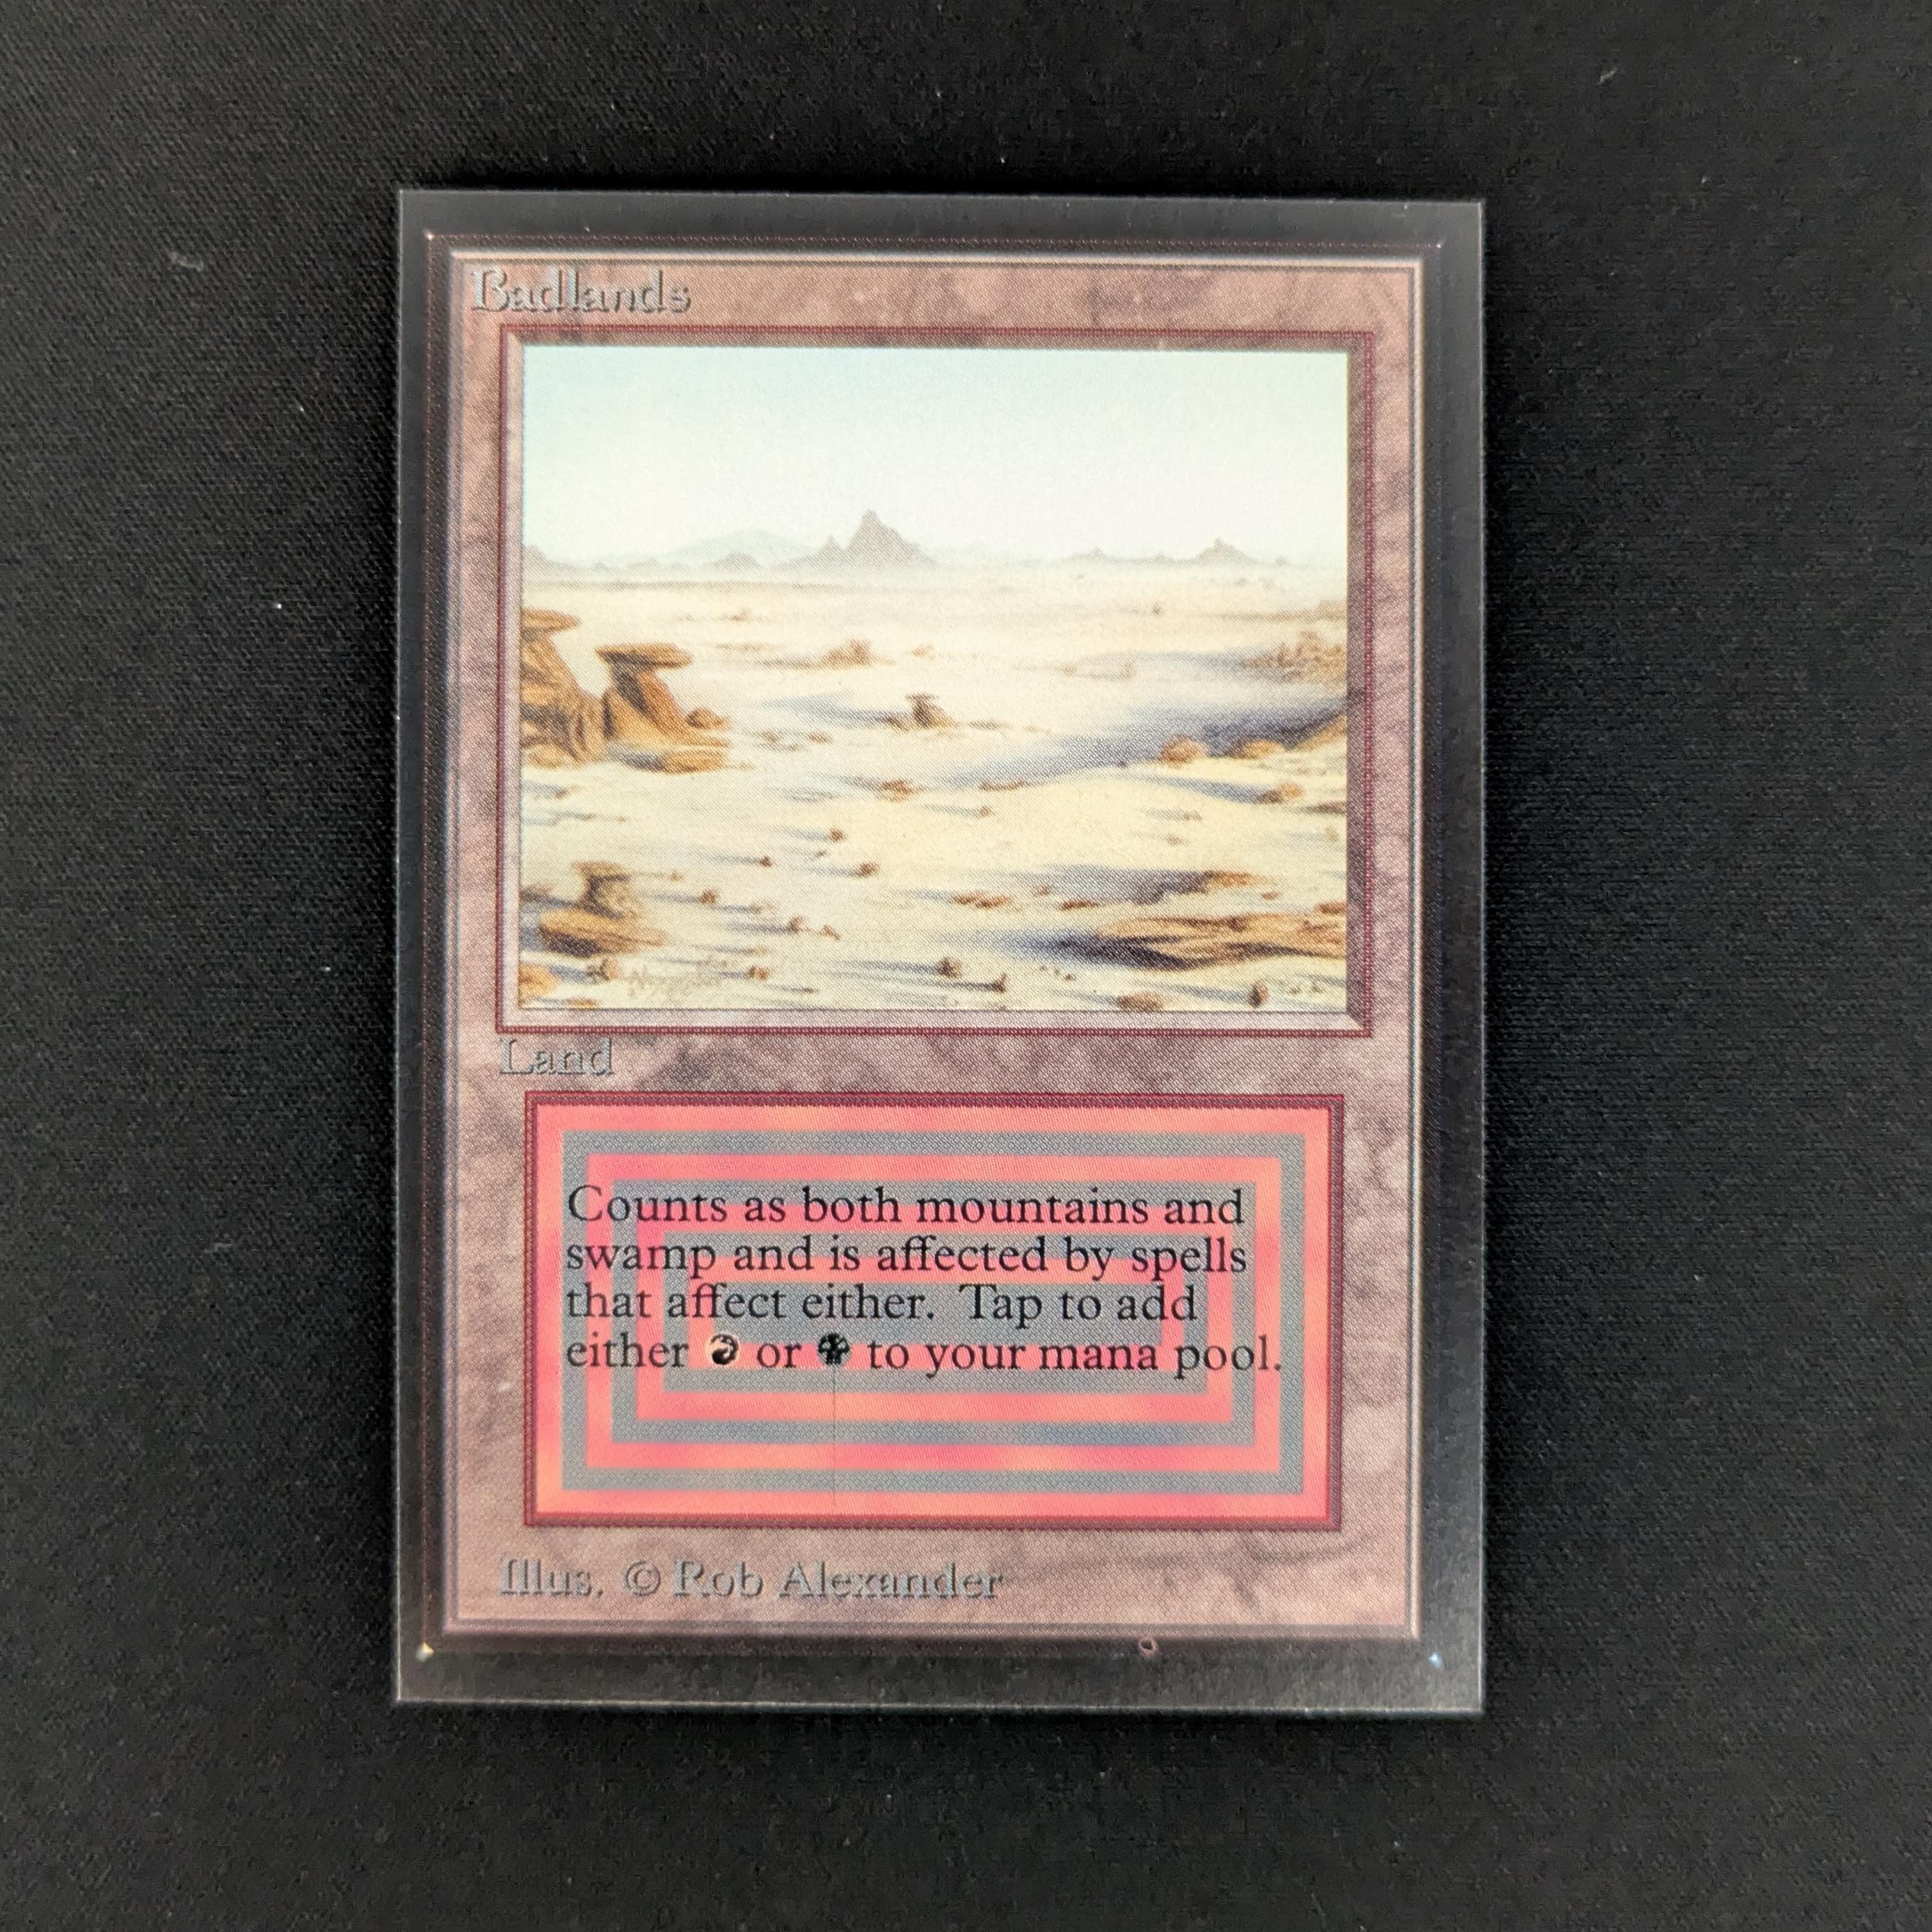 Badlands
Land
Counts as both mountains and
swamp and is affected by spells
that affect either. Tap to add
either or to your mana pool.
Illus. © Rob Alexander